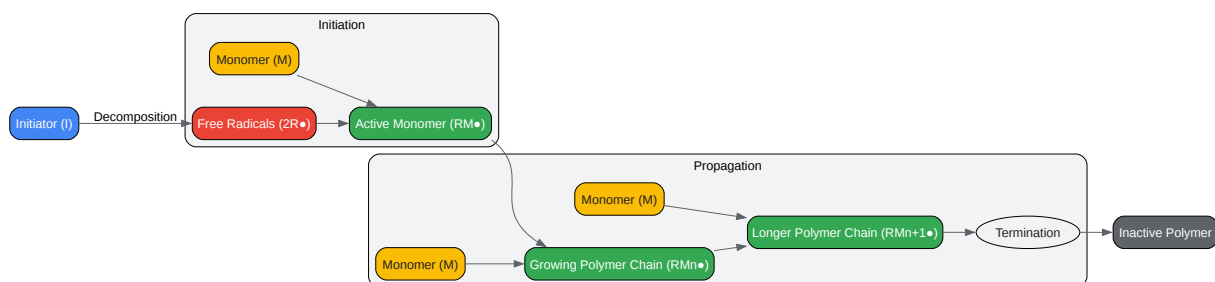 Initiation
Monomer (M)
Initiator (I)
Decomposition
Free Radicals (2R●)
Active Monomer (RM●)
Propagation
Monomer (M)
Longer Polymer Chain (RMn+1●)
Termination
Inactive Polymer
Monomer (M)
Growing Polymer Chain (RMn●)